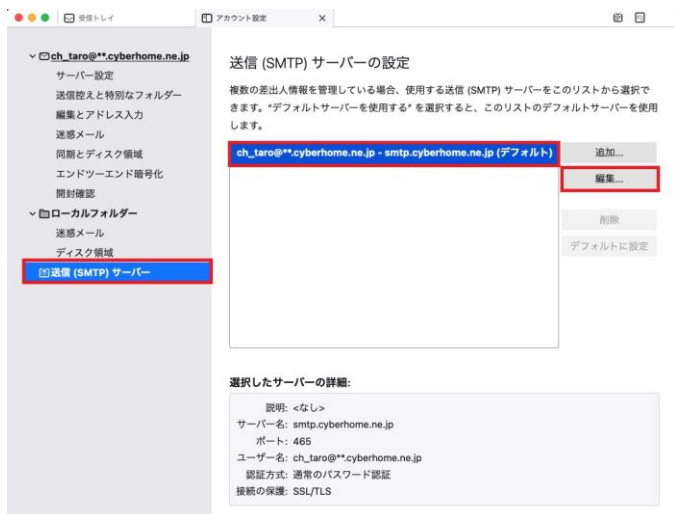 受信トレイ
アカウント設定
ch_taro@**.cyberhome.ne.jp
サーバー設定
送信控えと特別なフォルダー
編集とアドレス入力
迷惑メール
同期とディスク領域
エンドツーエンド暗号化
開封確認
ローカルフォルダー
迷惑メール
ディスク領域
送信 (SMTP) サーバー
送信 (SMTP) サーバーの設定
複数の差出人情報を管理している場合、使用する送信 (SMTP) サーバーをこのリストから選択で
きます。"デフォルトサーバーを使用する" を選択すると、このリストのデフォルトサーバーを使用
します。
ch_taro@**.cyberhome.ne.jp - smtp.cyberhome.ne.jp (デフォルト)
追加...
編集...
削除
デフォルトに設定
選択したサーバーの詳細:
説明: <なし>
サーバー名: smtp.cyberhome.ne.jp
ポート: 465
ユーザー名: ch_taro@**.cyberhome.ne.jp
認証方式: 通常のパスワード認証
接続の保護: SSL/TLS